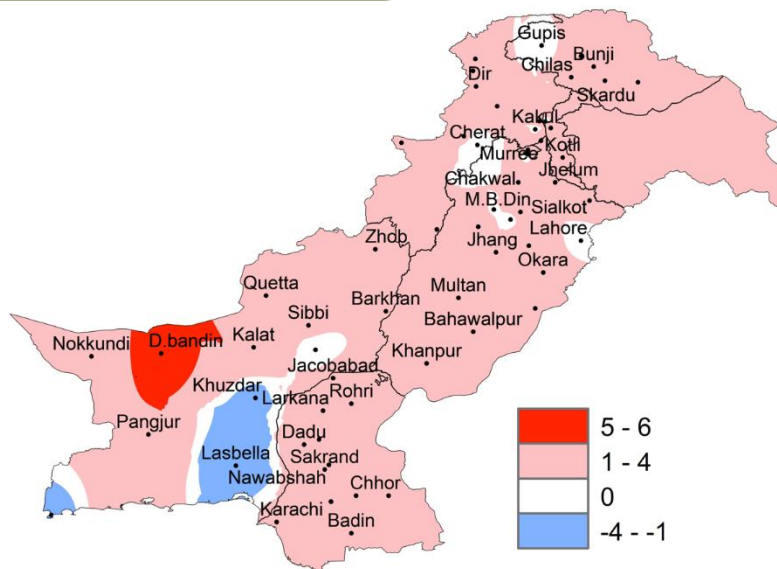 Gupis
Bunji
Chilas
Dir
Skardu
Kakul
Cherat
Kotli
Murree
Chakwal
Jhelum
M.B.Din
Sialkot
Lahore
Zhob
Jhang
Okara
Quetta
Multan
Barkhan
Sibbi
Bahawalpur
Kalat
D.bandin
Nokkundi
Khanpur
Jacobabad
Khuzdar
Rohri
Larkana
Pangjur
Dadu
Lasbella
Sakrand
Nawabshah
Chhor
Karachi
Badin
5 - 6
1 - 4
0
-4 - -1